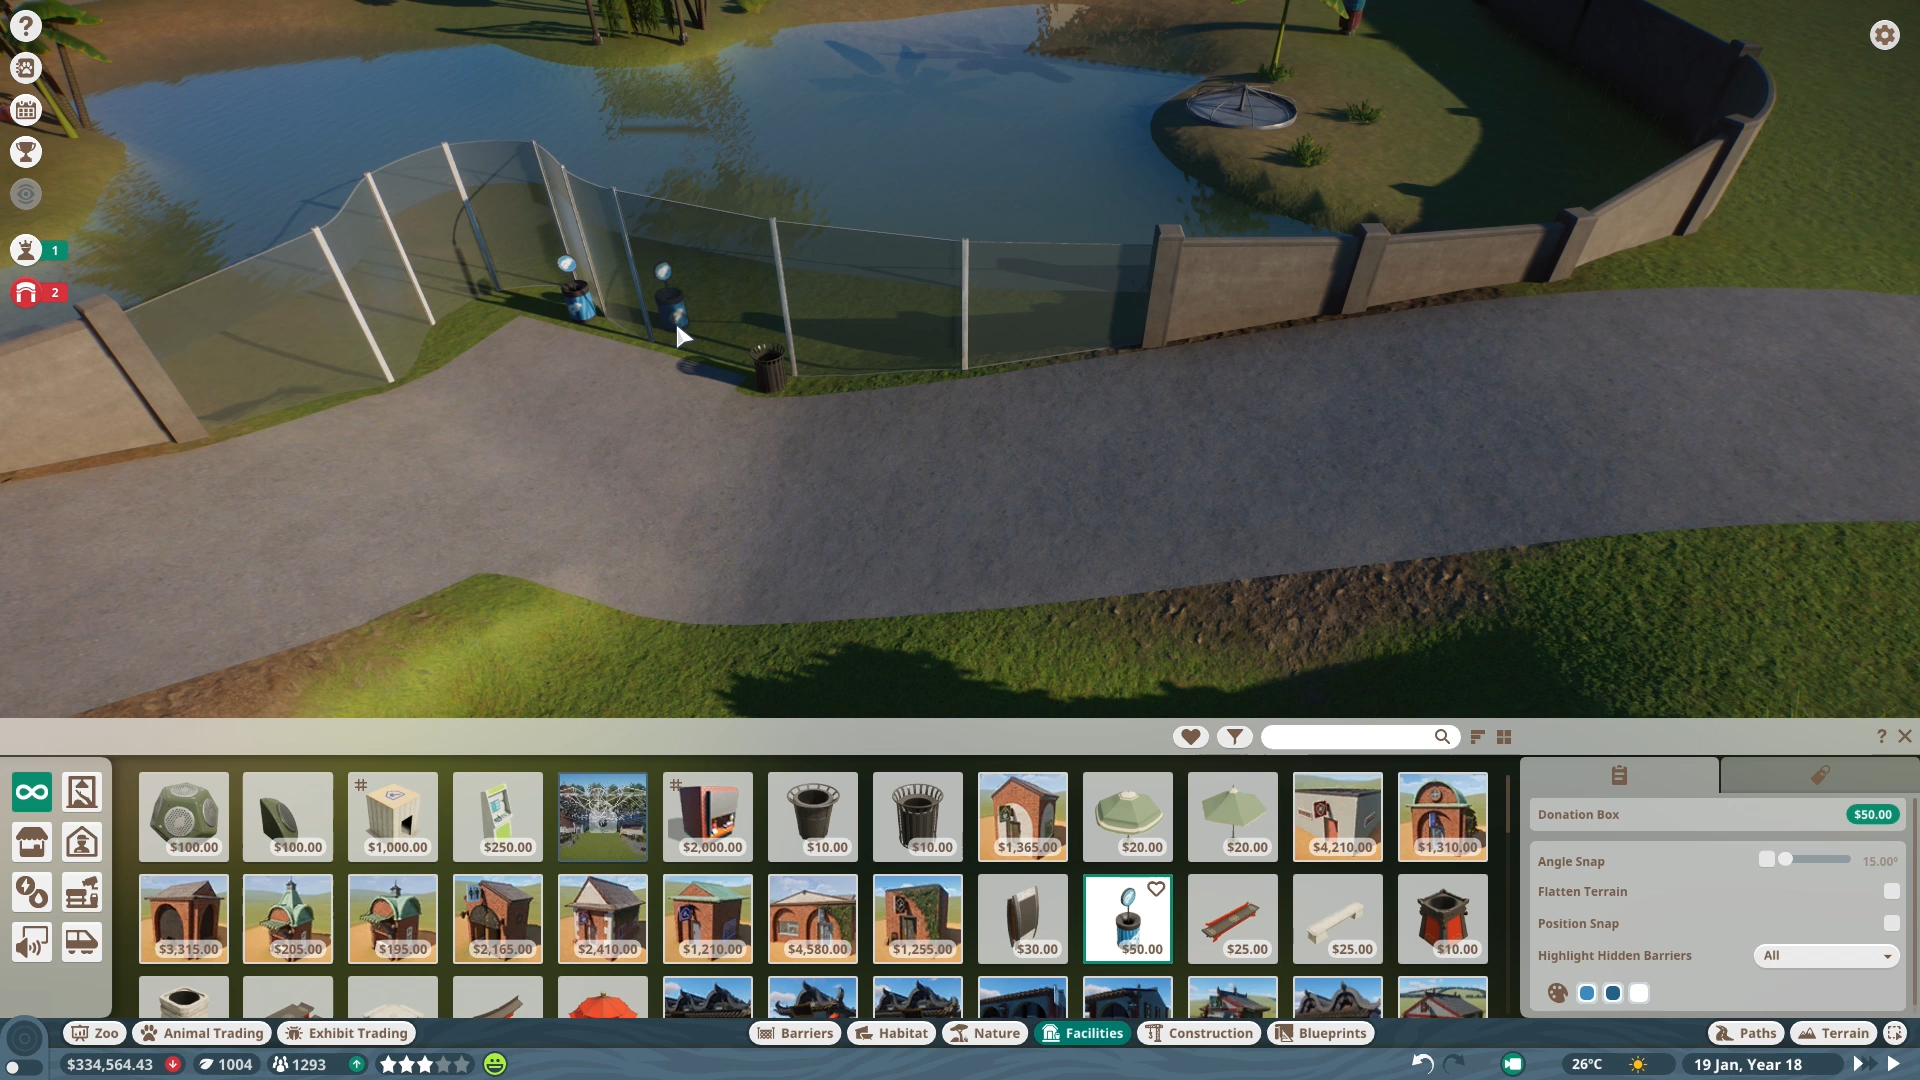 ?
1
2
?
$100.00
$100.00
$1,000.00
$250.00
$2,000.00
$10.00
$10.00
$1,365.00
$20.00
$20.00
$4,210.00
$1,310.00
$3,315.00
$205.00
$195.00
$2,165.00
$2,410.00
$1,210.00
$4,580.00
$1,255.00
$30.00
$50.00
$25.00
$25.00
$10.00
Donation Box
$50.00
Angle Snap
15.00°
Flatten Terrain
Position Snap
Highlight Hidden Barriers
All
Zoo
Animal Trading
Exhibit Trading
Barriers
Habitat
Nature
Facilities
Construction
Blueprints
Paths
Terrain
$334,564.43
1004
1293
26°C
19 Jan, Year 18